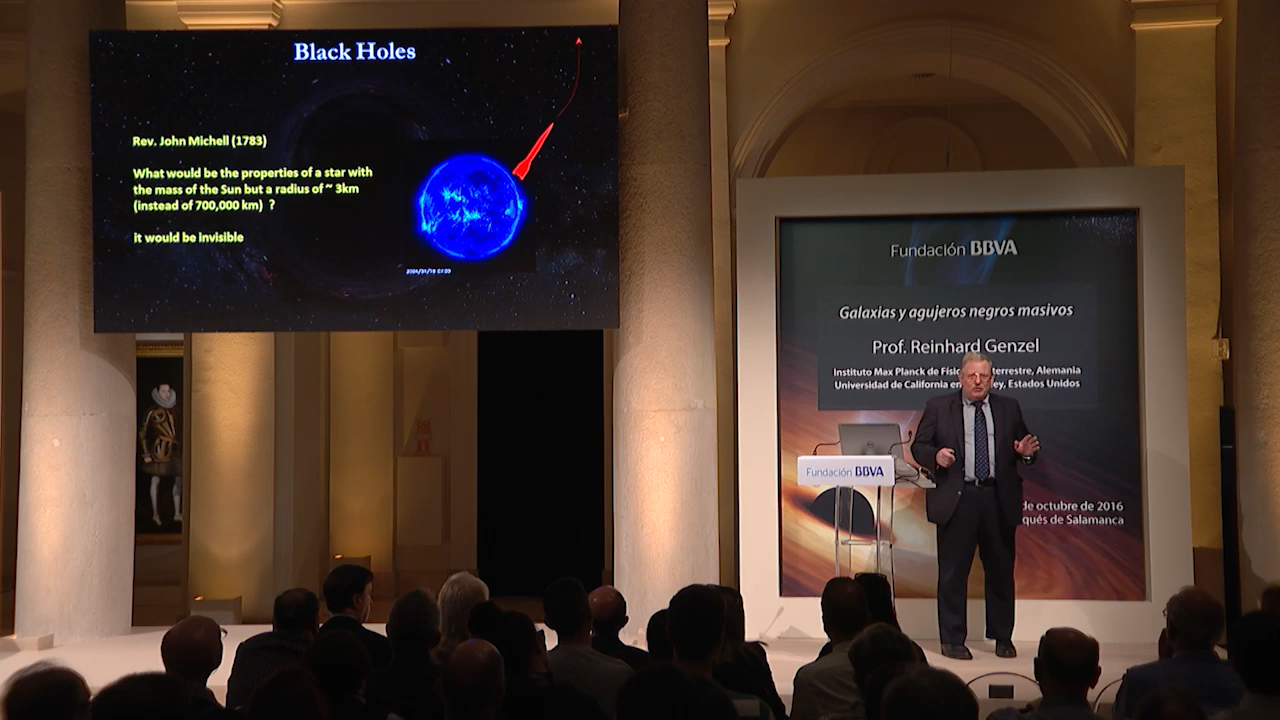 Black Holes
Rev. John Michell (1783)
What would be the properties of a star with
the mass of the Sun but a radius of ~ 3km
(instead of 700,000 km) ?
it would be invisible
Fundación BBVA
Galaxias y agujeros negros masivos
Prof. Reinhard Genzel
Instituto Max Planck de Físic terrestre, Alemania
Universidad de California en ley, Estados Unidos
Fundación BBVA
de octubre de 2016
qués de Salamanca